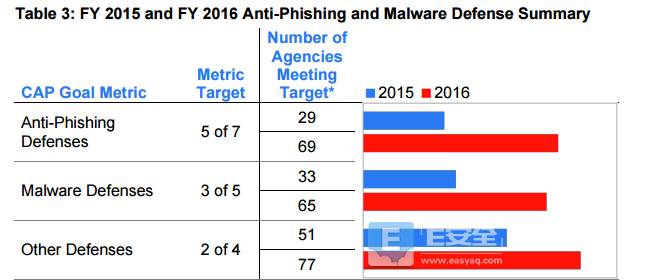 Table 3: FY 2015 and FY 2016 Anti-Phishing and Malware Defense Summary
CAP Goal Metric
Metric
Target
Number of
Agencies
Meeting
Target*
2015 2016
Anti-Phishing
Defenses
5 of 7
29
69
Malware Defenses
3 of 5
33
65
Other Defenses
2 of 4
51
77
E安全
www.easyaq.com